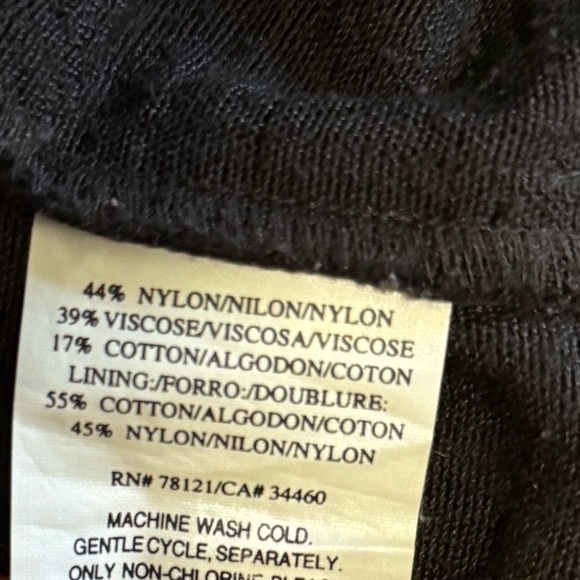 44% NYLON/NILON/NYLON
39% VISCOSE/VISCOSA/VISCOSE
17% COTTON/ALGODON/COTON
LINING:/FORRO:/DOUBLURE:
55% COTTON/ALGODON/COTON
45% NYLON/NILON/NYLON
RN# 78121/CA# 34460
MACHINE WASH COLD.
GENTLE CYCLE, SEPARATELY.
ONLY NON-CHLORINE